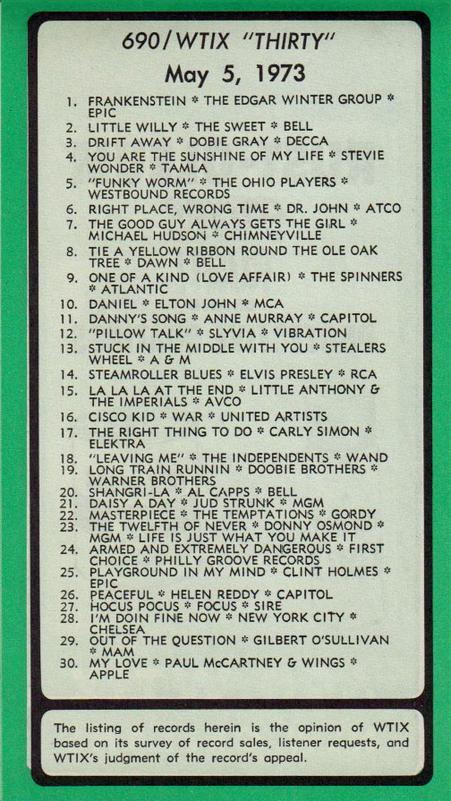 690/WTIX "THIRTY"
May 5, 1973
1. FRANKENSTEIN * THE EDGAR WINTER GROUP *
EPIC
2. LITTLE WILLY * THE SWEET * BELL
3. DRIFT AWAY * DOBIE GRAY * DECCA
4. YOU ARE THE SUNSHINE OF MY LIFE * STEVIE
WONDER * TAMLA
5. "FUNKY WORM" * THE OHIO PLAYERS *
WESTBOUND RECORDS
6. RIGHT PLACE, WRONG TIME * DR. JOHN * ATCO
7. THE GOOD GUY ALWAYS GETS THE GIRL *
MICHAEL HUDSON * CHIMNEYVILLE
8. TIE A YELLOW RIBBON ROUND THE OLE OAK
TREE * DAWN * BELL
9. ONE OF A KIND (LOVE AFFAIR) * THE SPINNERS
* ATLANTIC
10. DANIEL * ELTON JOHN * MCA
11. DANNY'S SONG * ANNE MURRAY * CAPITOL
12. "PILLOW TALK" * SLYVIA * VIBRATION
13. STUCK IN THE MIDDLE WITH YOU * STEALERS
WHEEL * A & M
14. STEAMROLLER BLUES * ELVIS PRESLEY * RCA
15. LA LA LA AT THE END * LITTLE ANTHONY &
THE IMPERIALS * AVCO
16. CISCO KID * WAR * UNITED ARTISTS
17. THE RIGHT THING TO DO * CARLY SIMON *
ELEKTRA
18. "LEAVING ME" * THE INDEPENDENTS * WAND
19. LONG TRAIN RUNNIN * DOOBIE BROTHERS *
WARNER BROTHERS
20. SHANGRI-LA * AL CAPPS * BELL
21. DAISY A DAY * JUD STRUNK * MGM
22. MASTERPIECE * THE TEMPTATIONS * GORDY
23. THE TWELFTH OF NEVER * DONNY OSMOND *
MGM * LIFE IS JUST WHAT YOU MAKE IT
24. ARMED AND EXTREMELY DANGEROUS * FIRST
CHOICE * PHILLY GROOVE RECORDS
25. PLAYGROUND IN MY MIND * CLINT HOLMES *
EPIC
26. PEACEFUL * HELEN REDDY * CAPITOL
27. HOCUS POCUS * FOCUS * SIRE
28. I'M DOIN FINE NOW * NEW YORK CITY *
CHELSEA
29. OUT OF THE QUESTION * GILBERT O'SULLIVAN
* MAM
30. MY LOVE * PAUL McCARTNEY & WINGS *
APPLE
The listing of records herein is the opinion of WTIX
based on its survey of record sales, listener requests, and
WTIX's judgment of the record's appeal.